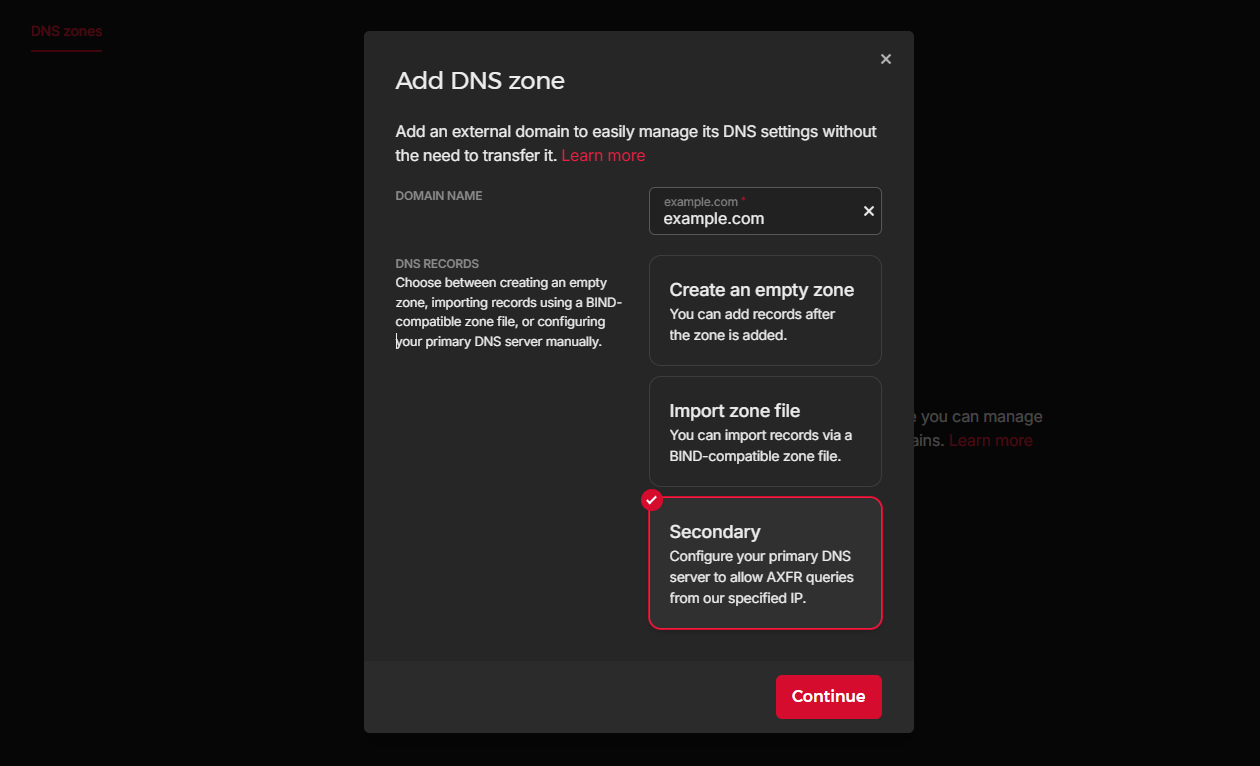 DNS zones
Add DNS zone
Add an external domain to easily manage its DNS settings without
the need to transfer it. Learn more
DOMAIN NAME
example.com *
example.com
DNS RECORDS
Choose between creating an empty
zone, importing records using a BIND-
compatible zone file, or configuring
your primary DNS server manually.
Create an empty zone
You can add records after
the zone is added.
Import zone file
You can import records via a
BIND-compatible zone file.
Secondary
Configure your primary DNS
server to allow AXFR queries
from our specified IP.
you can manage
Learn more
Continue